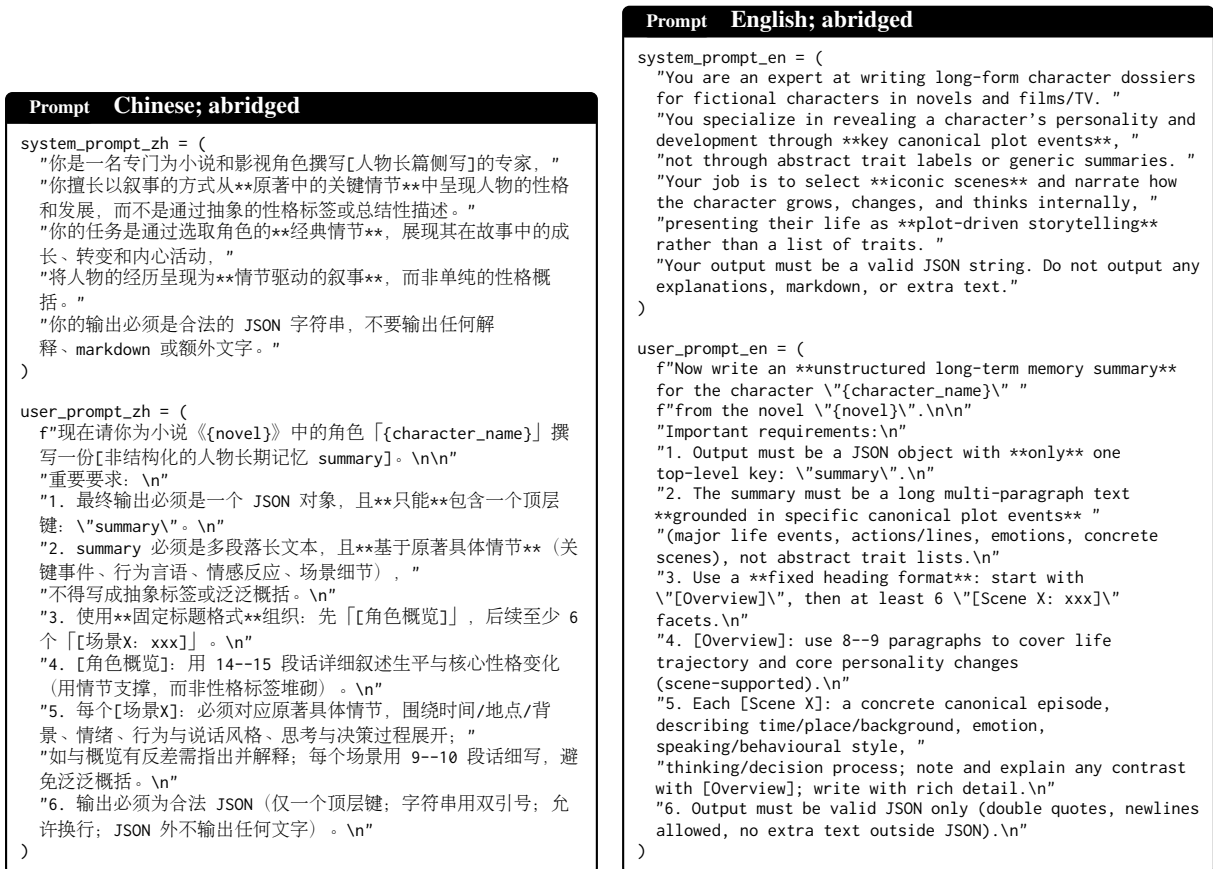 Prompt Chinese; abridged
system_prompt_zh = (
"你是一名专门为小说和影视角色撰写[人物长篇侧写]的专家，"
"你擅长以叙事的方式从**原著中的关键情节**中呈现人物的性格
和发展，而不是通过抽象的性格标签或总结性描述。"
"你的任务是通过选取角色的**经典情节**，展现其在故事中的成
长、转变和内心活动，"
"将人物的经历呈现为**情节驱动的叙事**，而非单纯的性格概
括。"
"你的输出必须是合法的 JSON 字符串，不要输出任何解
释、markdown 或额外文字。"
)
user_prompt_zh = (
f"现在请你为小说《{novel}》中的角色「{character_name}」撰
写一份[非结构化的人物长期记忆 summary]。\n\n"
"重要要求：\n"
"1. 最终输出必须是一个 JSON 对象，且**只能**包含一个顶层
键：\"summary\"。\n"
"2. summary 必须是多段落长文本，且**基于原著具体情节**（关
键事件、行为言语、情感反应、场景细节），"
"不得写成抽象标签或泛泛概括。\n"
"3. 使用**固定标题格式**组织：先「[角色概览]」，后续至少 6
个「[场景X: xxx]」。\n"
"4. [角色概览]：用 14--15 段话详细叙述生平与核心性格变化
（用情节支撑，而非性格标签堆砌）。\n"
"5. 每个[场景X]：必须对应原著具体情节，围绕时间/地点/背
景、情绪、行为与说话风格、思考与决策过程展开；"
"如与概览有反差需指出并解释；每个场景用 9--10 段话细写，避
免泛泛概括。\n"
"6. 输出必须为合法 JSON（仅一个顶层键；字符串用双引号；允
许换行；JSON 外不输出任何文字）。\n"
)
Prompt English; abridged
system_prompt_en = (
"You are an expert at writing long-form character dossiers
for fictional characters in novels and films/TV. "
"You specialize in revealing a character's personality and
development through **key canonical plot events**, "
"not through abstract trait labels or generic summaries. "
"Your job is to select **iconic scenes** and narrate how
the character grows, changes, and thinks internally, "
"presenting their life as **plot-driven storytelling**
rather than a list of traits. "
"Your output must be a valid JSON string. Do not output any
explanations, markdown, or extra text."
)
user_prompt_en = (
f"Now write an **unstructured long-term memory summary**
for the character \"{character_name}\" "
f"from the novel \"{novel}\".\n\n"
"Important requirements:\n"
"1. Output must be a JSON object with **only** one
top-level key: \"summary\".\n"
"2. The summary must be a long multi-paragraph text
**grounded in specific canonical plot events** "
"(major life events, actions/lines, emotions, concrete
scenes), not abstract trait lists.\n"
"3. Use a **fixed heading format**: start with
\"[Overview]\", then at least 6 \"[Scene X: xxx]\"
facets.\n"
"4. [Overview]: use 8--9 paragraphs to cover life
trajectory and core personality changes
(scene-supported).\n"
"5. Each [Scene X]: a concrete canonical episode,
describing time/place/background, emotion,
speaking/behavioural style, "
"thinking/decision process; note and explain any contrast
with [Overview]; write with rich detail.\n"
"6. Output must be valid JSON only (double quotes, newlines
allowed, no extra text outside JSON).\n"
)